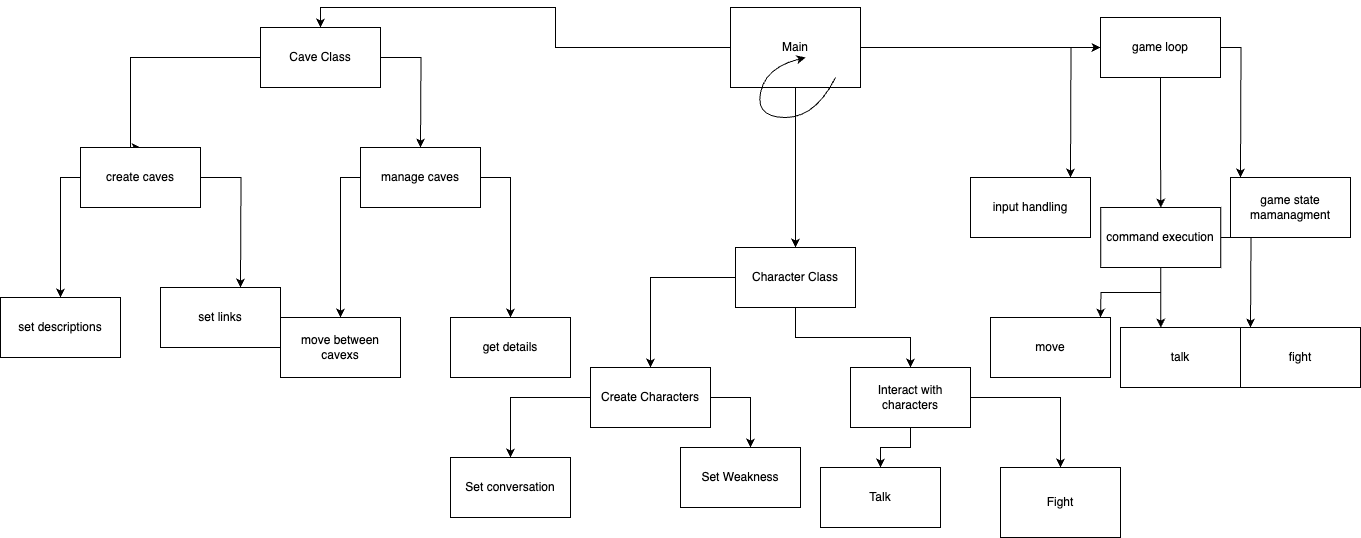 Main
game loop
Cave Class
create caves
manage caves
input handling
game state
mamanagment
command execution
Character Class
set descriptions
set links
move between
cavexs
get details
move
talk
fight
Create Characters
Interact with
characters
Set conversation
Set Weakness
Talk
Fight